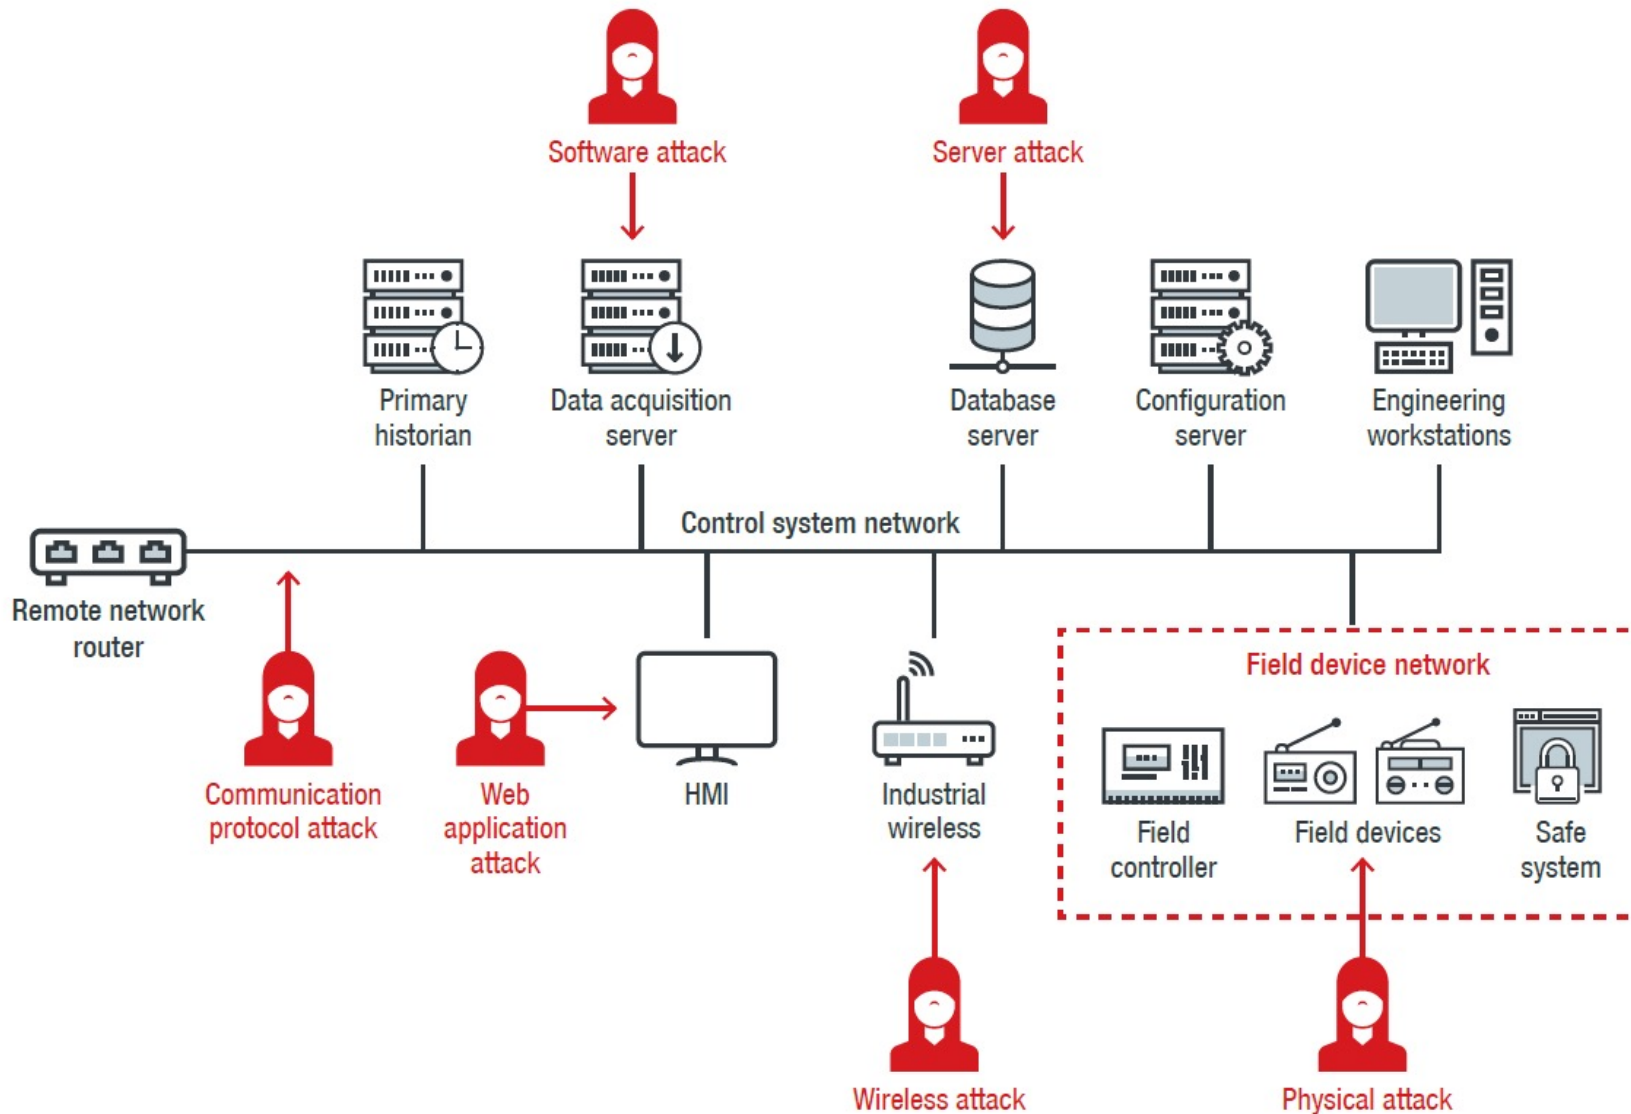 Software attack
Server attack
Primary
historian
Data acquisition
server
Database
server
Configuration
server
Engineering
workstations
Control system network
Remote network
router
Field device network
Communication
protocol attack
Web
application
attack
HMI
Industrial
wireless
Field
controller
Field devices
Safe
system
Wireless attack
Physical attack